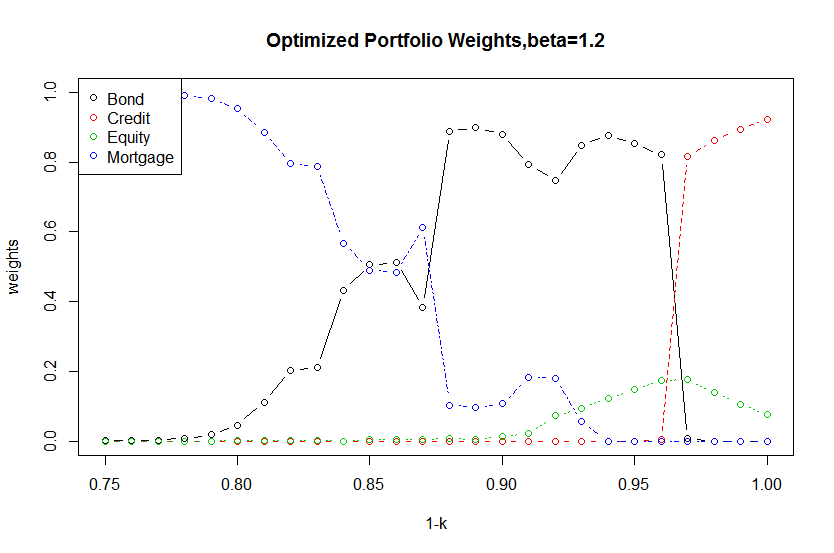 Optimized Portfolio Weights,beta=1.2
Bond
Credit
Equity
Mortgage
weights
1.0
0.8
0.6
0.4
0.2
0.0
0.75 0.80 0.85 0.90 0.95 1.00
1-k